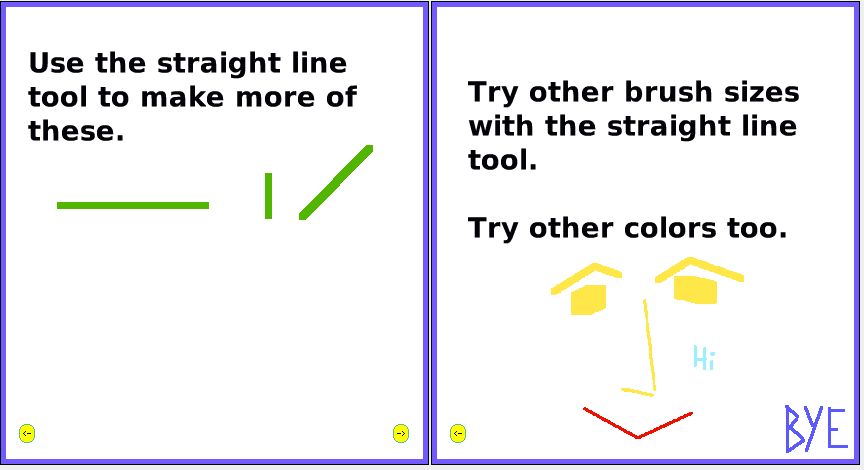 Use the straight line
tool to make more of
these.
<-
->
Try other brush sizes
with the straight line
tool.
Try other colors too.
Hi
<-
BYE